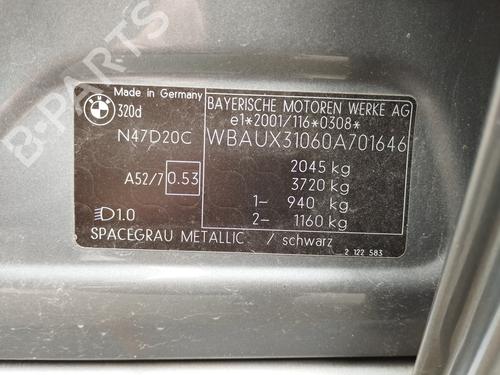 B-PARTS
Made in Germany
BMW
320d
N47D20C
A52/7 0.53
1.0
SPACEGRAU METALLIC / schwarz
BAYERISCHE MOTOREN WERKE AG
e1*2001/116*0308*
WBAUX31060A701646
2045 kg
3720 kg
1- 940 kg
2- 1160 kg
2 122 583